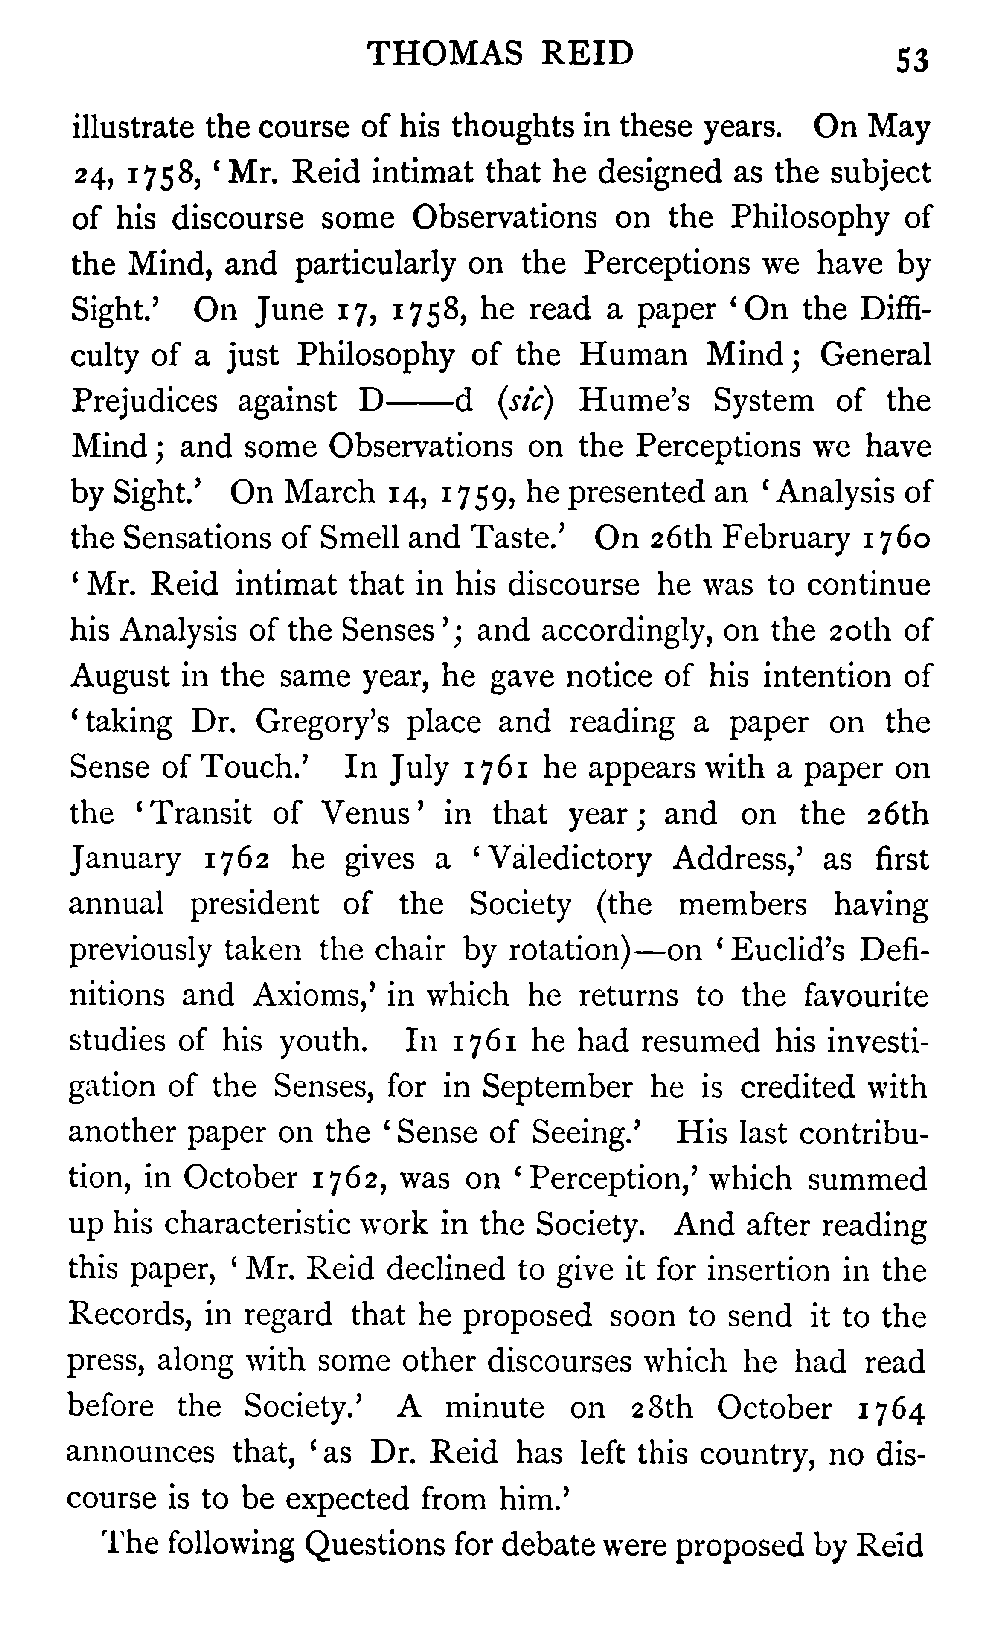 THOMAS REID 53
illustrate the course of his thoughts in these years. On May
24, 1758, ‘Mr. Reid intimat that he designed as the subject
of his discourse some Observations on the Philosophy of
the Mind, and particularly on the Perceptions we have by
Sight.’ On June 17, 1758, he read a paper ‘On the Diffi-
culty of a just Philosophy of the Human Mind; General
Prejudices against D——d (sic) Hume’s System of the
Mind; and some Observations on the Perceptions we have
by Sight.’ On March 14, 1759, he presented an ‘Analysis of
the Sensations of Smell and Taste.’ On 26th February 1760
‘Mr. Reid intimat that in his discourse he was to continue
his Analysis of the Senses’; and accordingly, on the 20th of
August in the same year, he gave notice of his intention of
‘taking Dr. Gregory’s place and reading a paper on the
Sense of Touch.’ In July 1761 he appears with a paper on
the ‘Transit of Venus’ in that year; and on the 26th
January 1762 he gives a ‘Valedictory Address,’ as first
annual president of the Society (the members having
previously taken the chair by rotation)—on ‘Euclid’s Defi-
nitions and Axioms,’ in which he returns to the favourite
studies of his youth. In 1761 he had resumed his investi-
gation of the Senses, for in September he is credited with
another paper on the ‘Sense of Seeing.’ His last contribu-
tion, in October 1762, was on ‘Perception,’ which summed
up his characteristic work in the Society. And after reading
this paper, ‘Mr. Reid declined to give it for insertion in the
Records, in regard that he proposed soon to send it to the
press, along with some other discourses which he had read
before the Society.’ A minute on 28th October 1764
announces that, ‘as Dr. Reid has left this country, no dis-
course is to be expected from him.’
The following Questions for debate were proposed by Reid